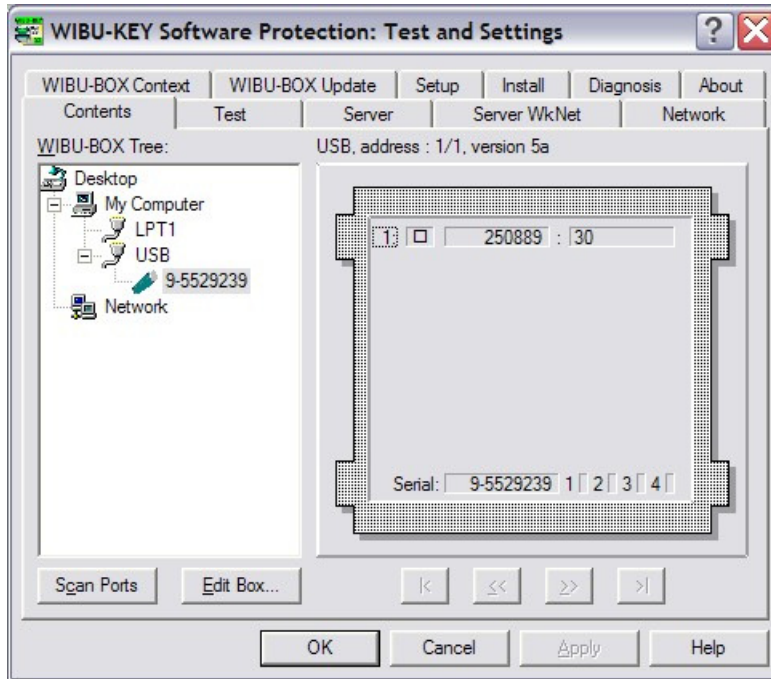 WIBU-KEY Software Protection: Test and Settings
WIBU-BOX Context WIBU-BOX Update Setup Install Diagnosis About
Contents Test Server Server WkNet Network
WIBU-BOX Tree: USB, address : 1/1, version 5a
Desktop
My Computer
LPT1
USB
9-5529239
Network
1: 250889 : 30
Serial: 9-5529239 1 2 3 4
Scan Ports Edit Box... |< << >> >|
OK Cancel Apply Help